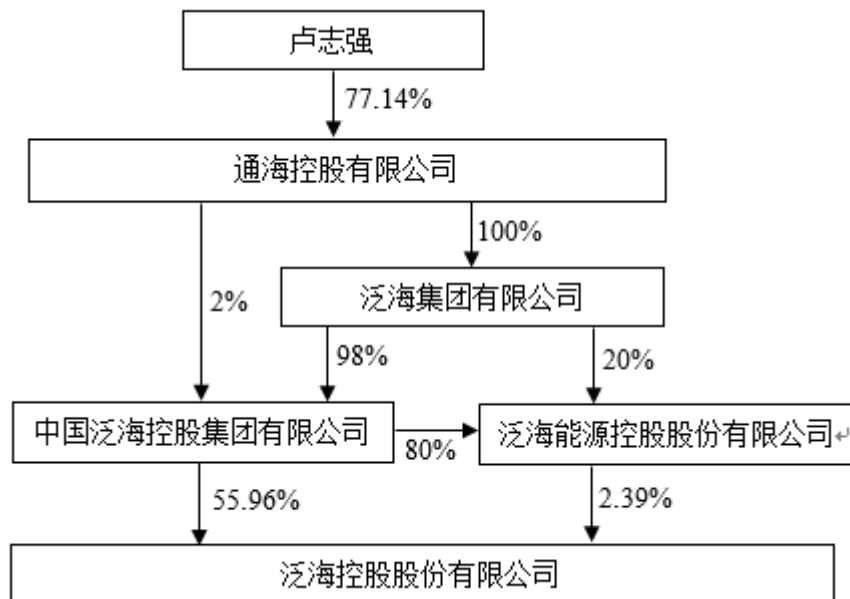 卢志强
77.14%
通海控股有限公司
100%
泛海集团有限公司
2%
98%
20%
中国泛海控股集团有限公司
80%
泛海能源控股股份有限公司↵
55.96%
2.39%
泛海控股股份有限公司